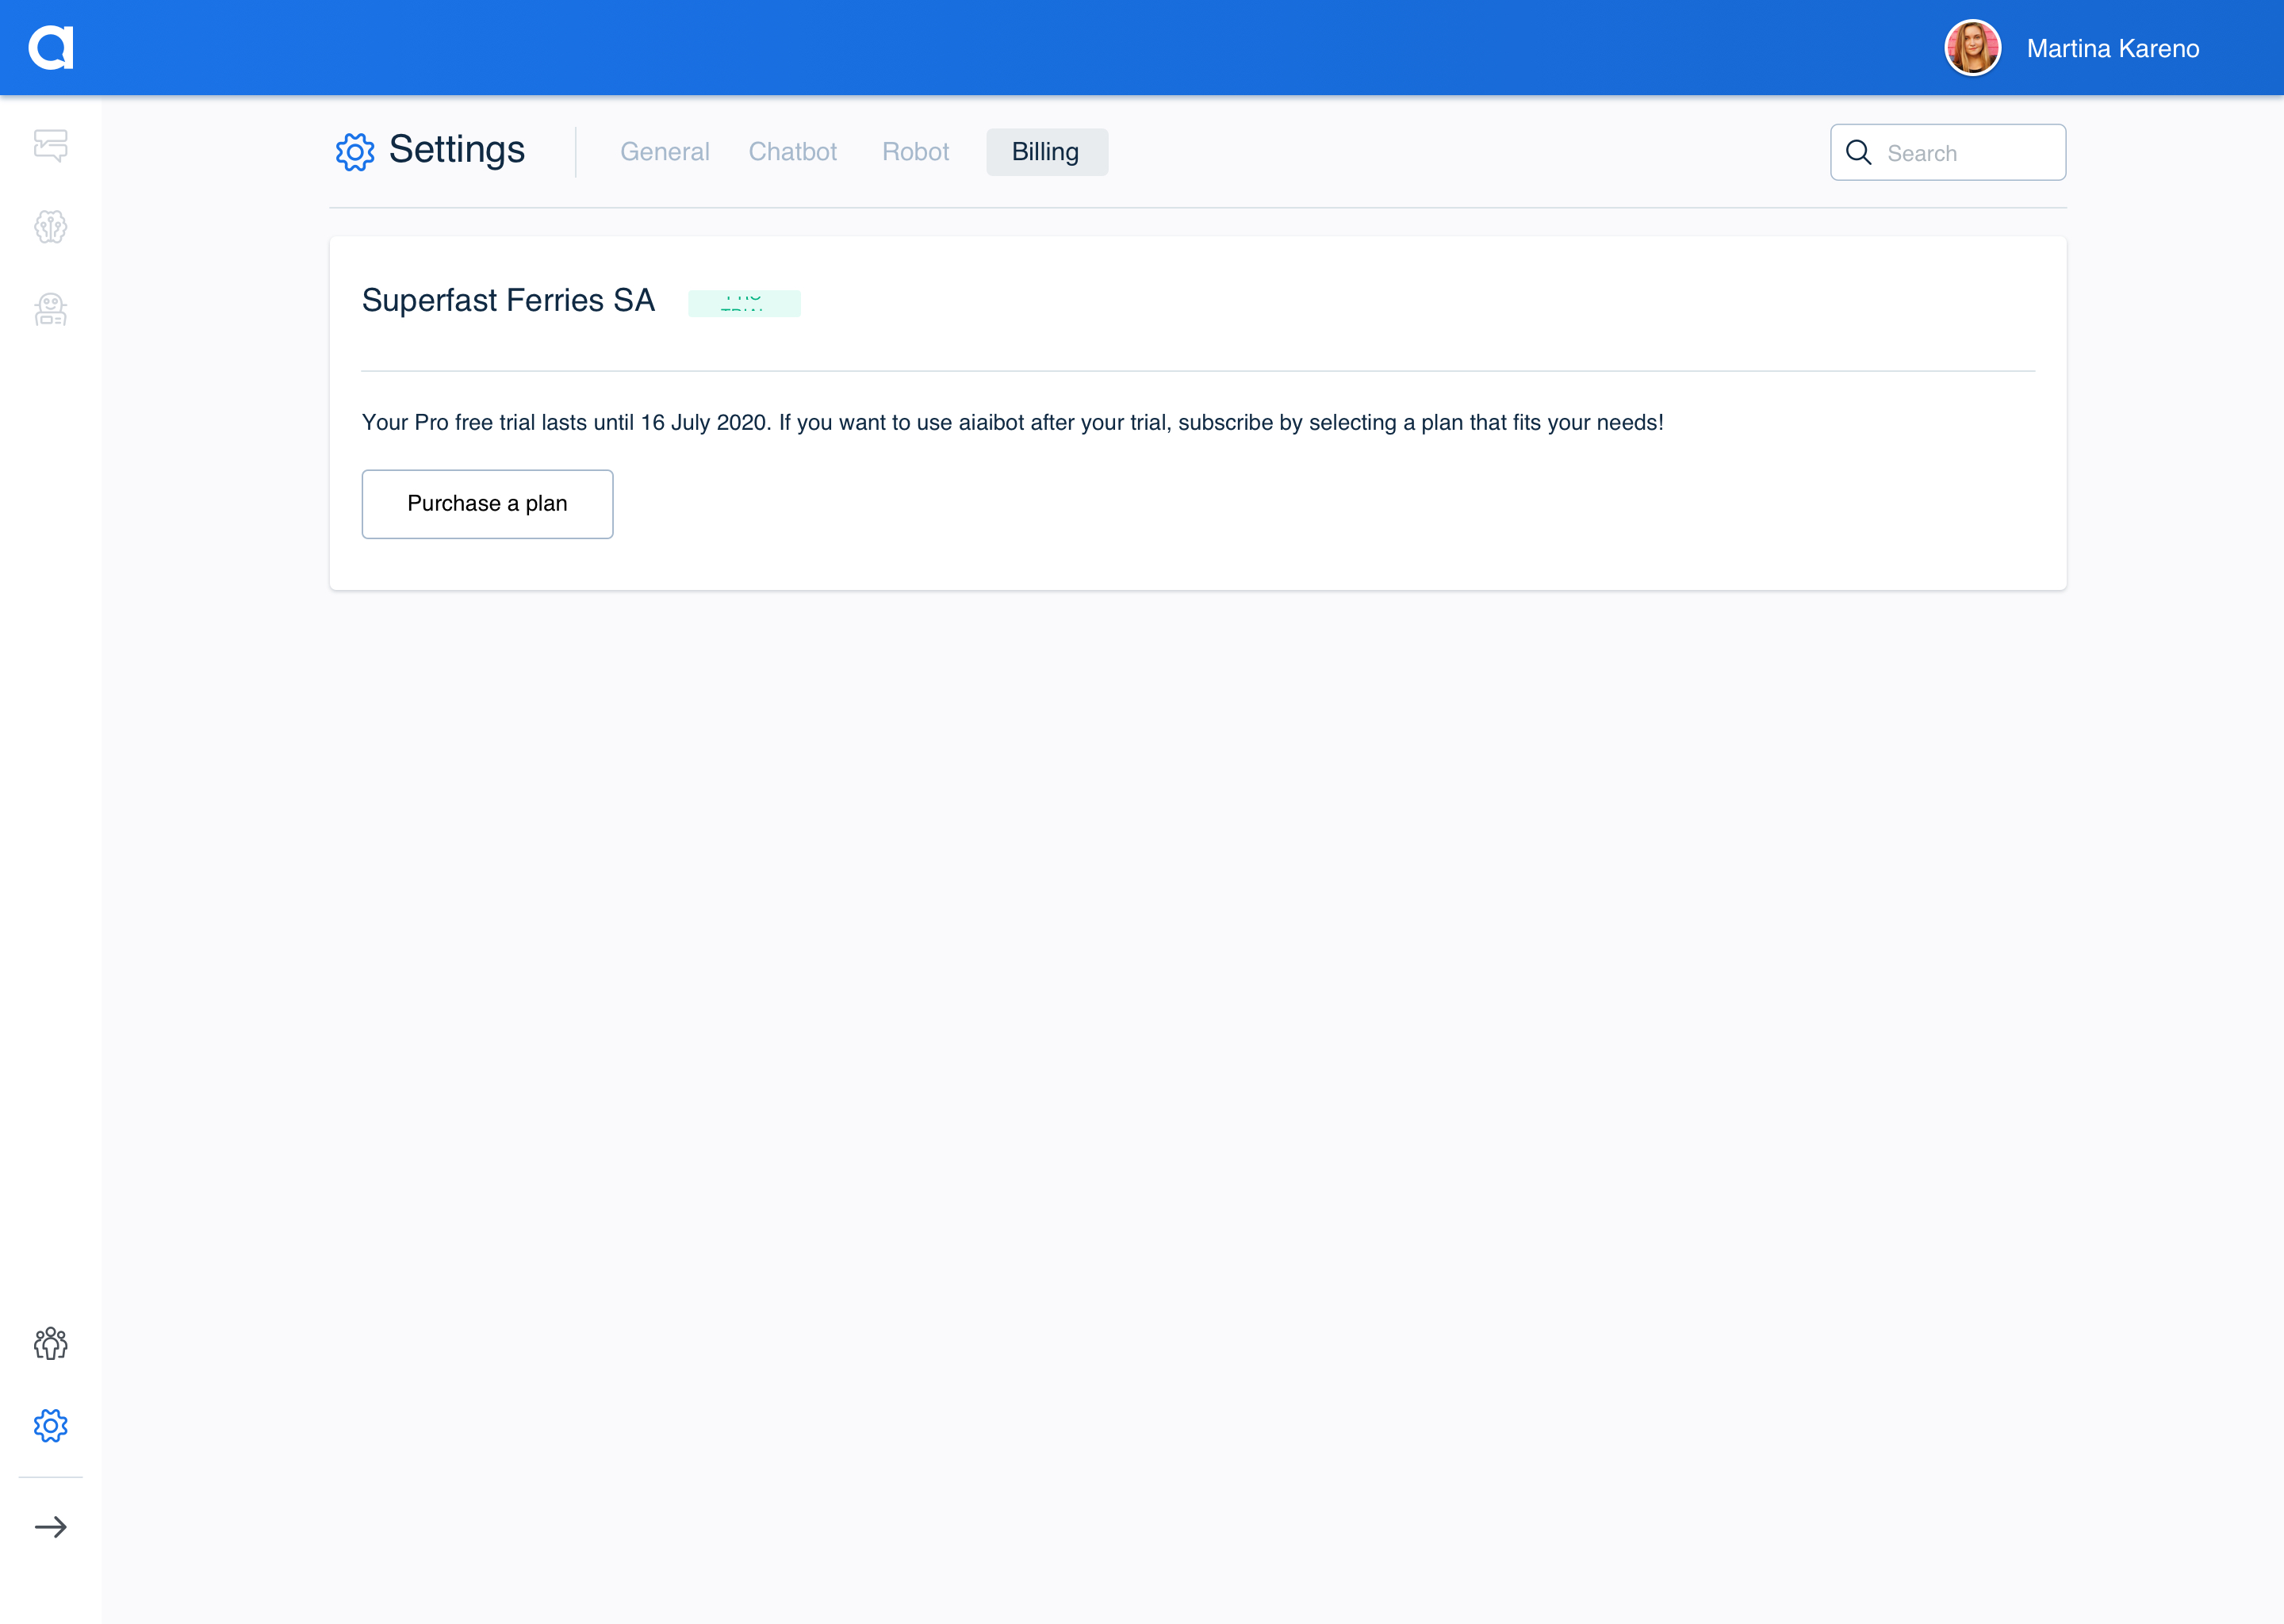 Martina Kareno
Settings
General
Chatbot
Robot
Billing
Search
Superfast Ferries SA
PRO
TRIAL
Your Pro free trial lasts until 16 July 2020. If you want to use aiaibot after your trial, subscribe by selecting a plan that fits your needs!
Purchase a plan